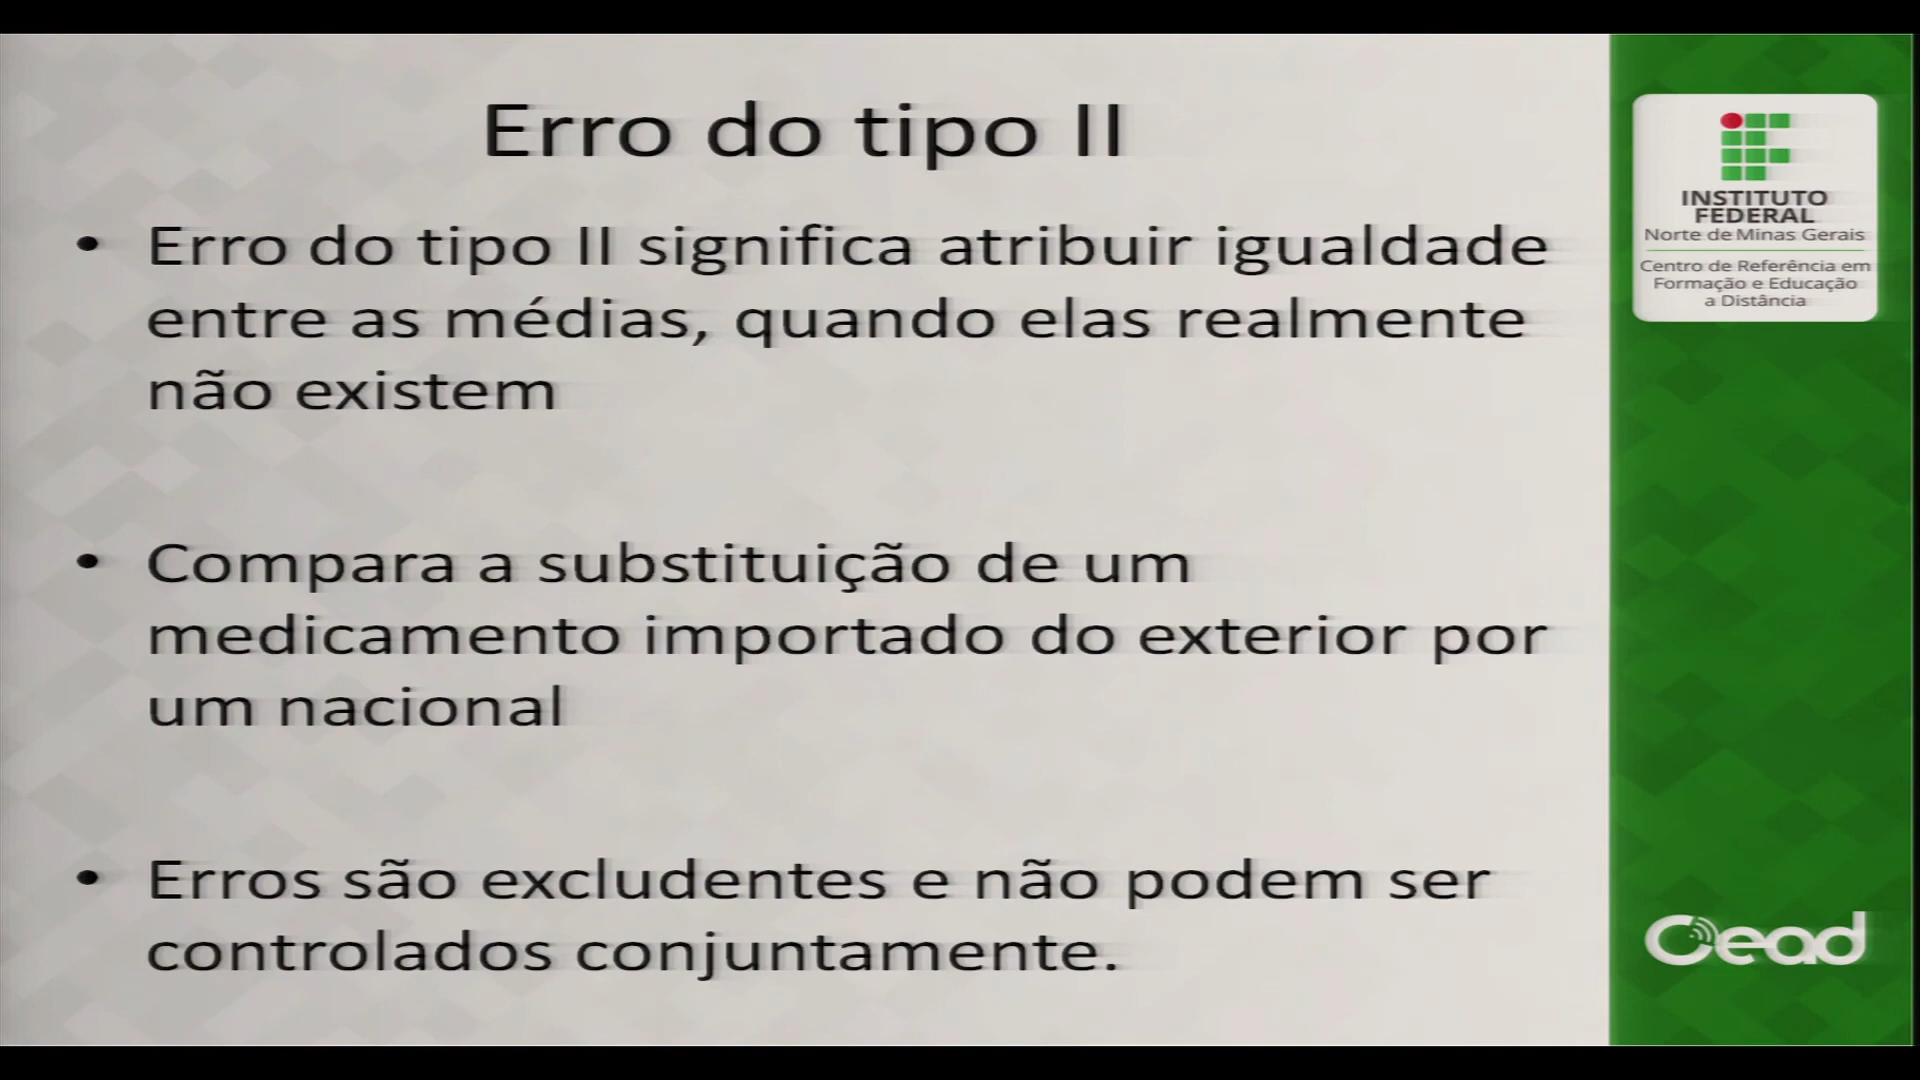 Erro do tipo II
• Erro do tipo II significa atribuir igualdade
entre as médias, quando elas realmente
não existem
• Compara a substituição de um
medicamento importado do exterior por
um nacional
• Erros são excludentes e não podem ser
controlados conjuntamente.
INSTITUTO
FEDERAL
Norte de Minas Gerais
Centro de Referência em
Formação e Educação
a Distância
Cead